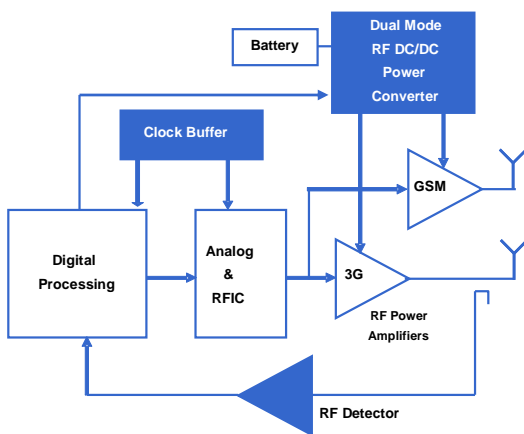 Dual Mode
RF DC/DC
Power
Converter
Battery
Clock Buffer
GSM
Digital
Processing
Analog
&
RFIC
3G
RF Power
Amplifiers
RF Detector